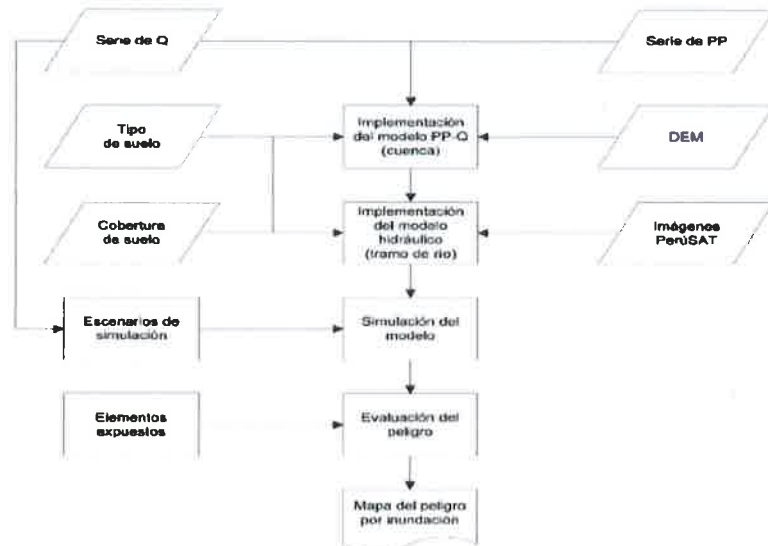 Serie de Q
Serie de PP
Tipo
de suelo
Implementación
del modelo PP-Q
(cuenca)
DEM
Cobertura
de suelo
Implementación
del modelo
hidráulico
(tramo de río)
Imágenes
PerúSAT
Escenarios de
simulación
Simulación del
modelo
Elementos
expuestos
Evaluación del
peligro
Mapa del peligro
por inundación